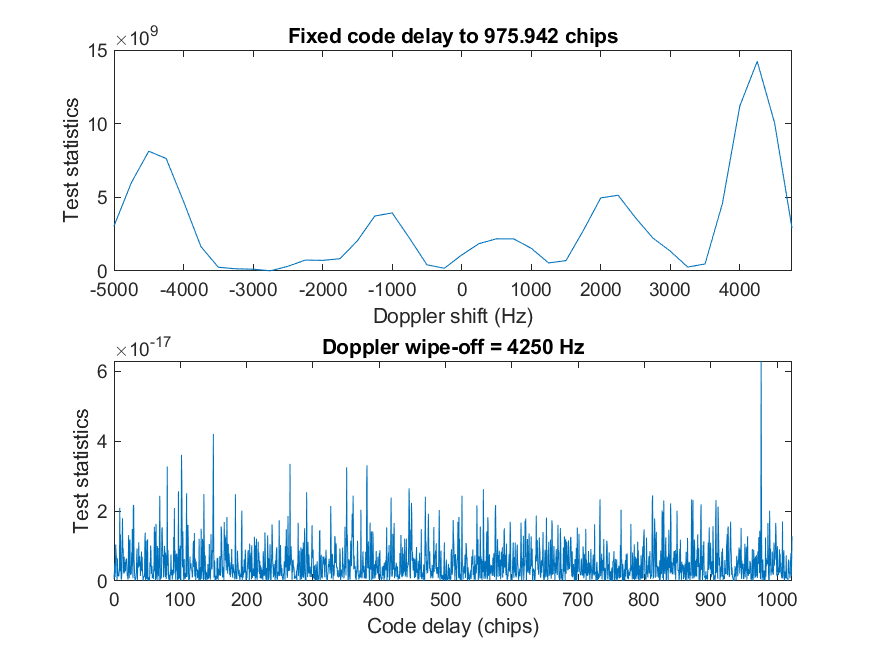 ×10^9
Fixed code delay to 975.942 chips
15
10
5
0
Test statistics
-5000 -4000 -3000 -2000 -1000 0 1000 2000 3000 4000
Doppler shift (Hz)
×10^-17
Doppler wipe-off = 4250 Hz
6
4
2
0
Test statistics
0 100 200 300 400 500 600 700 800 900 1000
Code delay (chips)